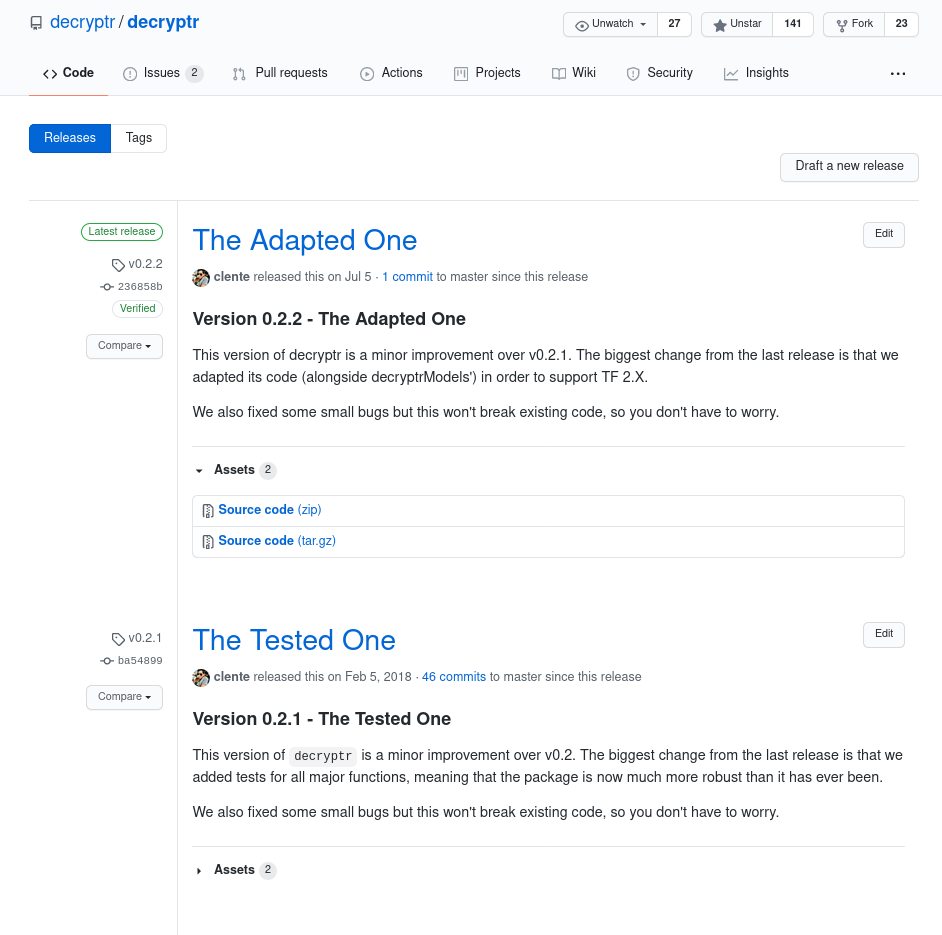 decryptr / decryptr
Unwatch 27 Unstar 141 Fork 23
Code Issues 2 Pull requests Actions Projects Wiki Security Insights ...
Releases Tags
Draft a new release
Latest release
v0.2.2
236858b
Verified
Compare
The Adapted One
Edit
clente released this on Jul 5 · 1 commit to master since this release
Version 0.2.2 - The Adapted One
This version of decryptr is a minor improvement over v0.2.1. The biggest change from the last release is that we
adapted its code (alongside decryptrModels') in order to support TF 2.X.
We also fixed some small bugs but this won't break existing code, so you don't have to worry.
Assets 2
Source code (zip)
Source code (tar.gz)
v0.2.1
ba54899
Compare
The Tested One
Edit
clente released this on Feb 5, 2018 · 46 commits to master since this release
Version 0.2.1 - The Tested One
This version of decryptr is a minor improvement over v0.2. The biggest change from the last release is that we
added tests for all major functions, meaning that the package is now much more robust than it has ever been.
We also fixed some small bugs but this won't break existing code, so you don't have to worry.
Assets 2